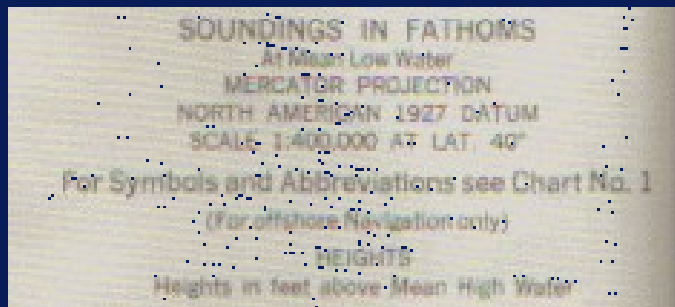 SOUNDINGS IN FATHOMS
At Mean Low Water
MERCATOR PROJECTION
NORTH AMERICAN 1927 DATUM
SCALE 1:400,000 AT LAT. 40°
For Symbols and Abbreviations see Chart No. 1
(For offshore Navigation only)
HEIGHTS
Heights in feet above Mean High Water